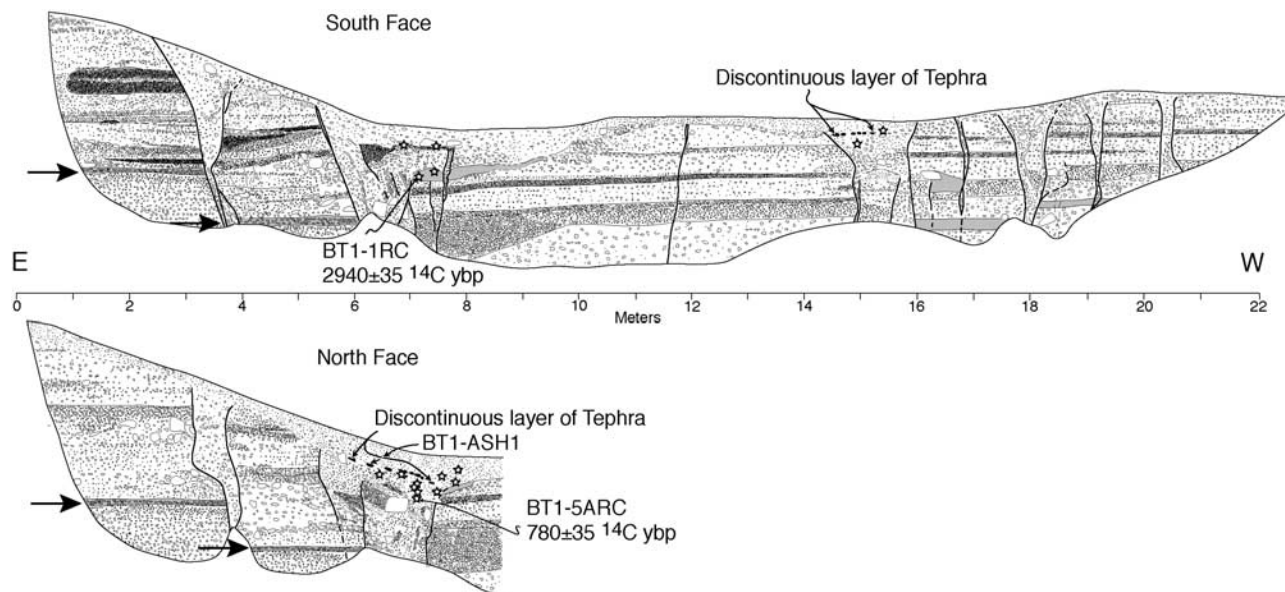 South Face
Discontinuous layer of Tephra
BT1-1RC
2940±35 14C ybp
E
W
0 2 4 6 8 10 12 14 16 18 20 22
Meters
North Face
Discontinuous layer of Tephra
BT1-ASH1
BT1-5ARC
780±35 14C ybp